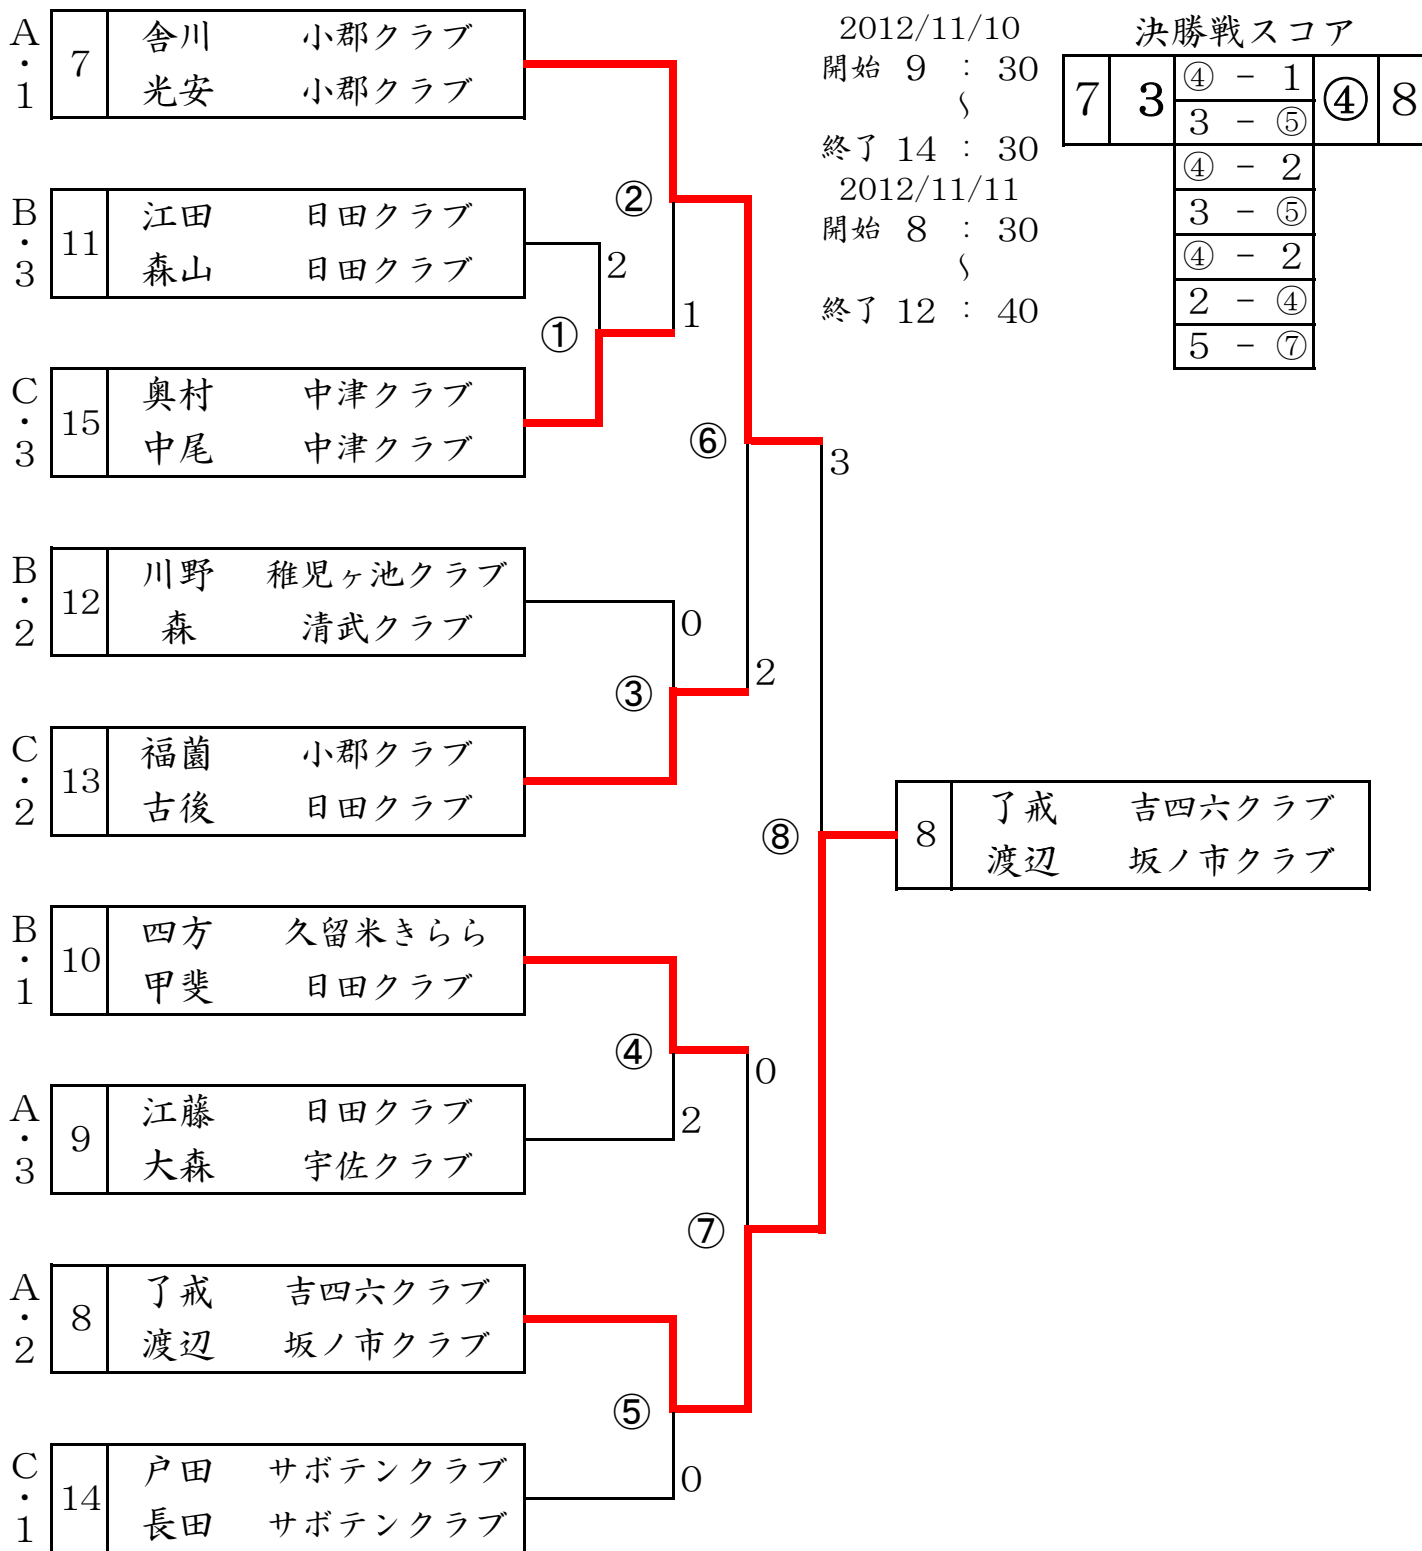 A・1 7 舎川 小郡クラブ
光安 小郡クラブ
B・3 11 江田 日田クラブ
森山 日田クラブ
C・3 15 奥村 中津クラブ
中尾 中津クラブ
B・2 12 川野 稚児ヶ池クラブ
森 清武クラブ
C・2 13 福薗 小郡クラブ
古後 日田クラブ
B・1 10 四方 久留米きらら
甲斐 日田クラブ
A・3 9 江藤 日田クラブ
大森 宇佐クラブ
A・2 8 了戒 吉四六クラブ
渡辺 坂ノ市クラブ
C・1 14 戸田 サボテンクラブ
長田 サボテンクラブ
②
2
1
①
⑥
3
0
2
③
⑧
④
0
2
⑦
⑤
0
8 了戒 吉四六クラブ
渡辺 坂ノ市クラブ
2012/11/10
開始 9 : 30
~
終了 14 : 30
2012/11/11
開始 8 : 30
~
終了 12 : 40
決勝戦スコア
7 3 ④ 8
④ - 1
3 - ⑤
④ - 2
3 - ⑤
④ - 2
2 - ④
5 - ⑦